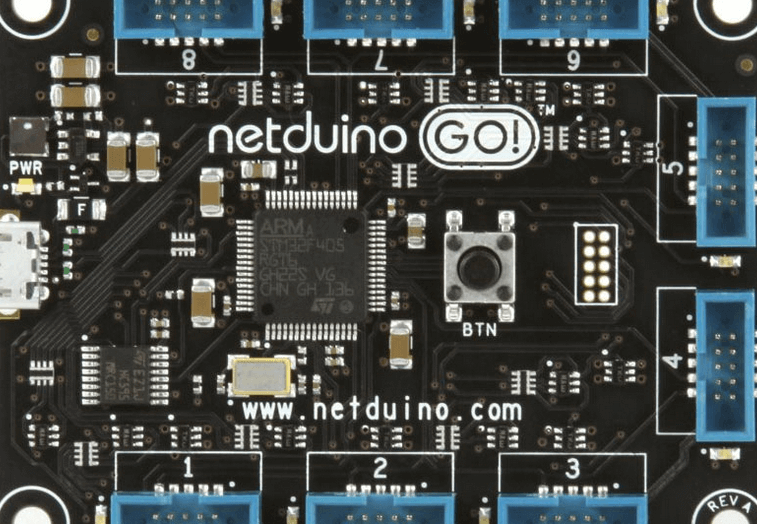 8
7
6
netduino GO!
TM
PWR
5
F
ARM
STM32F405
RGT6
GH22S VG
CHN GH 136
ST
BTN
4
www.netduino.com
1
2
3
REV A